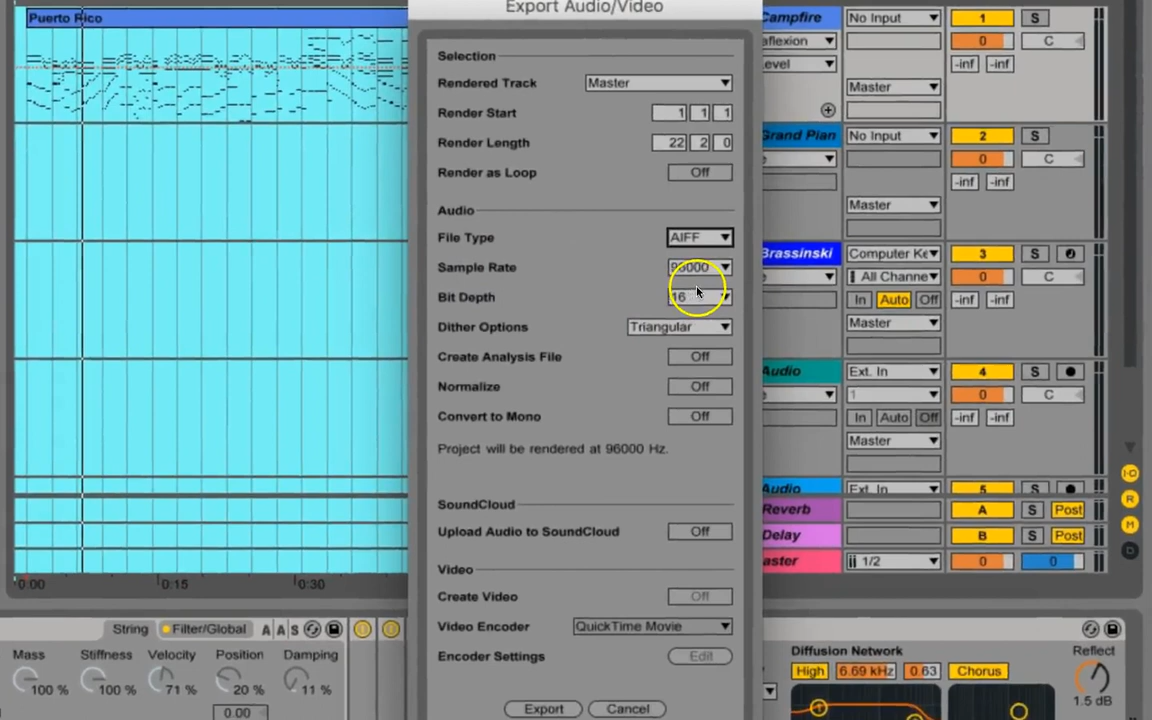 Export Audio/Video
Puerto Rico
Selection
Rendered Track Master
Render Start 1 1 1
Render Length 22 2 0
Render as Loop Off
Audio
File Type AIFF
Sample Rate 96000
Bit Depth 16
Dither Options Triangular
Create Analysis File Off
Normalize Off
Convert to Mono Off
Project will be rendered at 96000 Hz.
SoundCloud
Upload Audio to SoundCloud Off
Video
Create Video Off
Video Encoder QuickTime Movie
Encoder Settings Edit
Export Cancel
Campfire No Input 1 S
aflexion 0 C
evel -inf -inf
Master
Grand Pian No Input 2 S
0 C
-inf -inf
Master
Brassinski Computer Ke 3 S
All Channe 0 C
In Auto Off -inf -inf
Master
Audio Ext. In 4 S
1 0 C
In Auto Off -inf -inf
Master
Audio Ext. In 5 S
Reverb A S Post
Delay B S Post
aster 1/2 0 0
I·O
R
M
D
0:00 0:15 0:30
String Filter/Global A A S
Mass Stiffness Velocity Position Damping
100 % 100 % 71 % 20 % 11 %
0.00
Diffusion Network Reflect
High 6.69 kHz 0.63 Chorus
1.5 dB
1